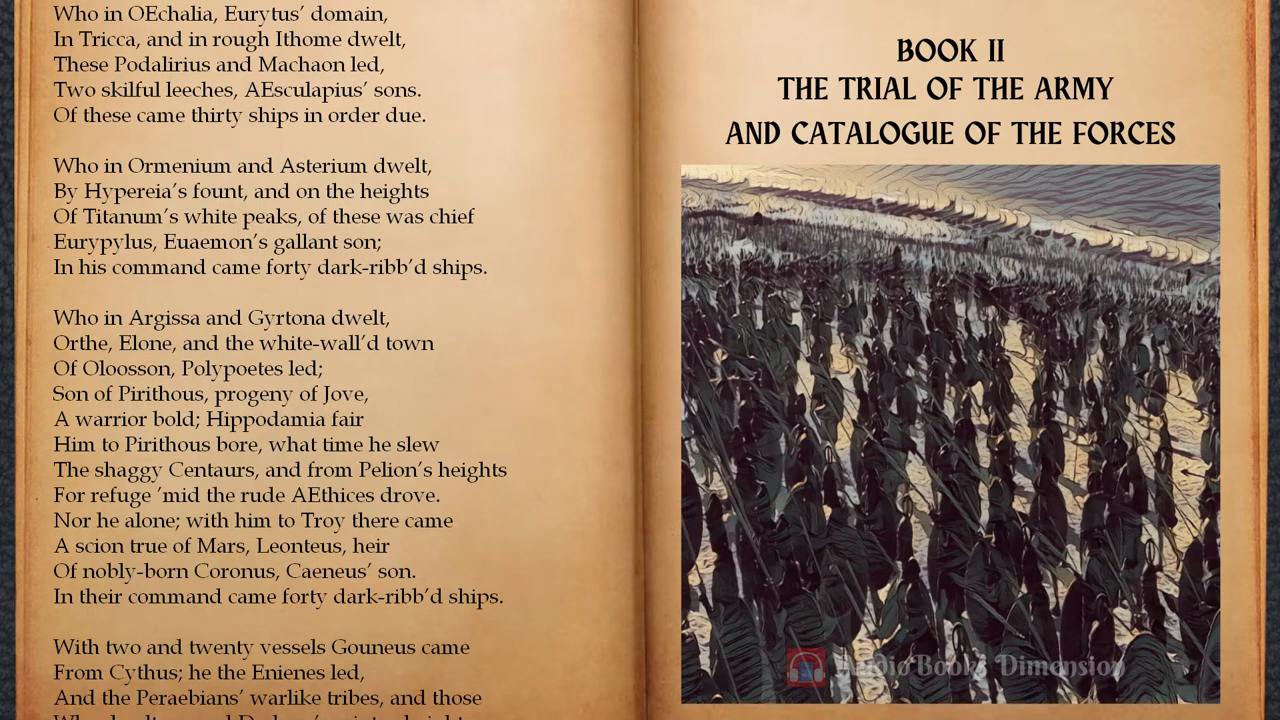 Who in OEchalia, Eurytus’ domain,
In Tricca, and in rough Ithome dwelt,
These Podalirius and Machaon led,
Two skilful leeches, AEsculapius’ sons.
Of these came thirty ships in order due.
Who in Ormenium and Asterium dwelt,
By Hypereia’s fount, and on the heights
Of Titanum’s white peaks, of these was chief
Eurypylus, Euaemon’s gallant son;
In his command came forty dark-ribb’d ships.
Who in Argissa and Gyrtona dwelt,
Orthe, Elone, and the white-wall’d town
Of Oloosson, Polypoetes led;
Son of Pirithous, progeny of Jove,
A warrior bold; Hippodamia fair
Him to Pirithous bore, what time he slew
The shaggy Centaurs, and from Pelion’s heights
For refuge ’mid the rude AEthices drove.
Nor he alone; with him to Troy there came
A scion true of Mars, Leonteus, heir
Of nobly-born Coronus, Caeneus’ son.
In their command came forty dark-ribb’d ships.
With two and twenty vessels Gouneus came
From Cythus; he the Enienes led,
And the Peraebians’ warlike tribes, and those
BOOK II
THE TRIAL OF THE ARMY
AND CATALOGUE OF THE FORCES
Audio Books Dimension